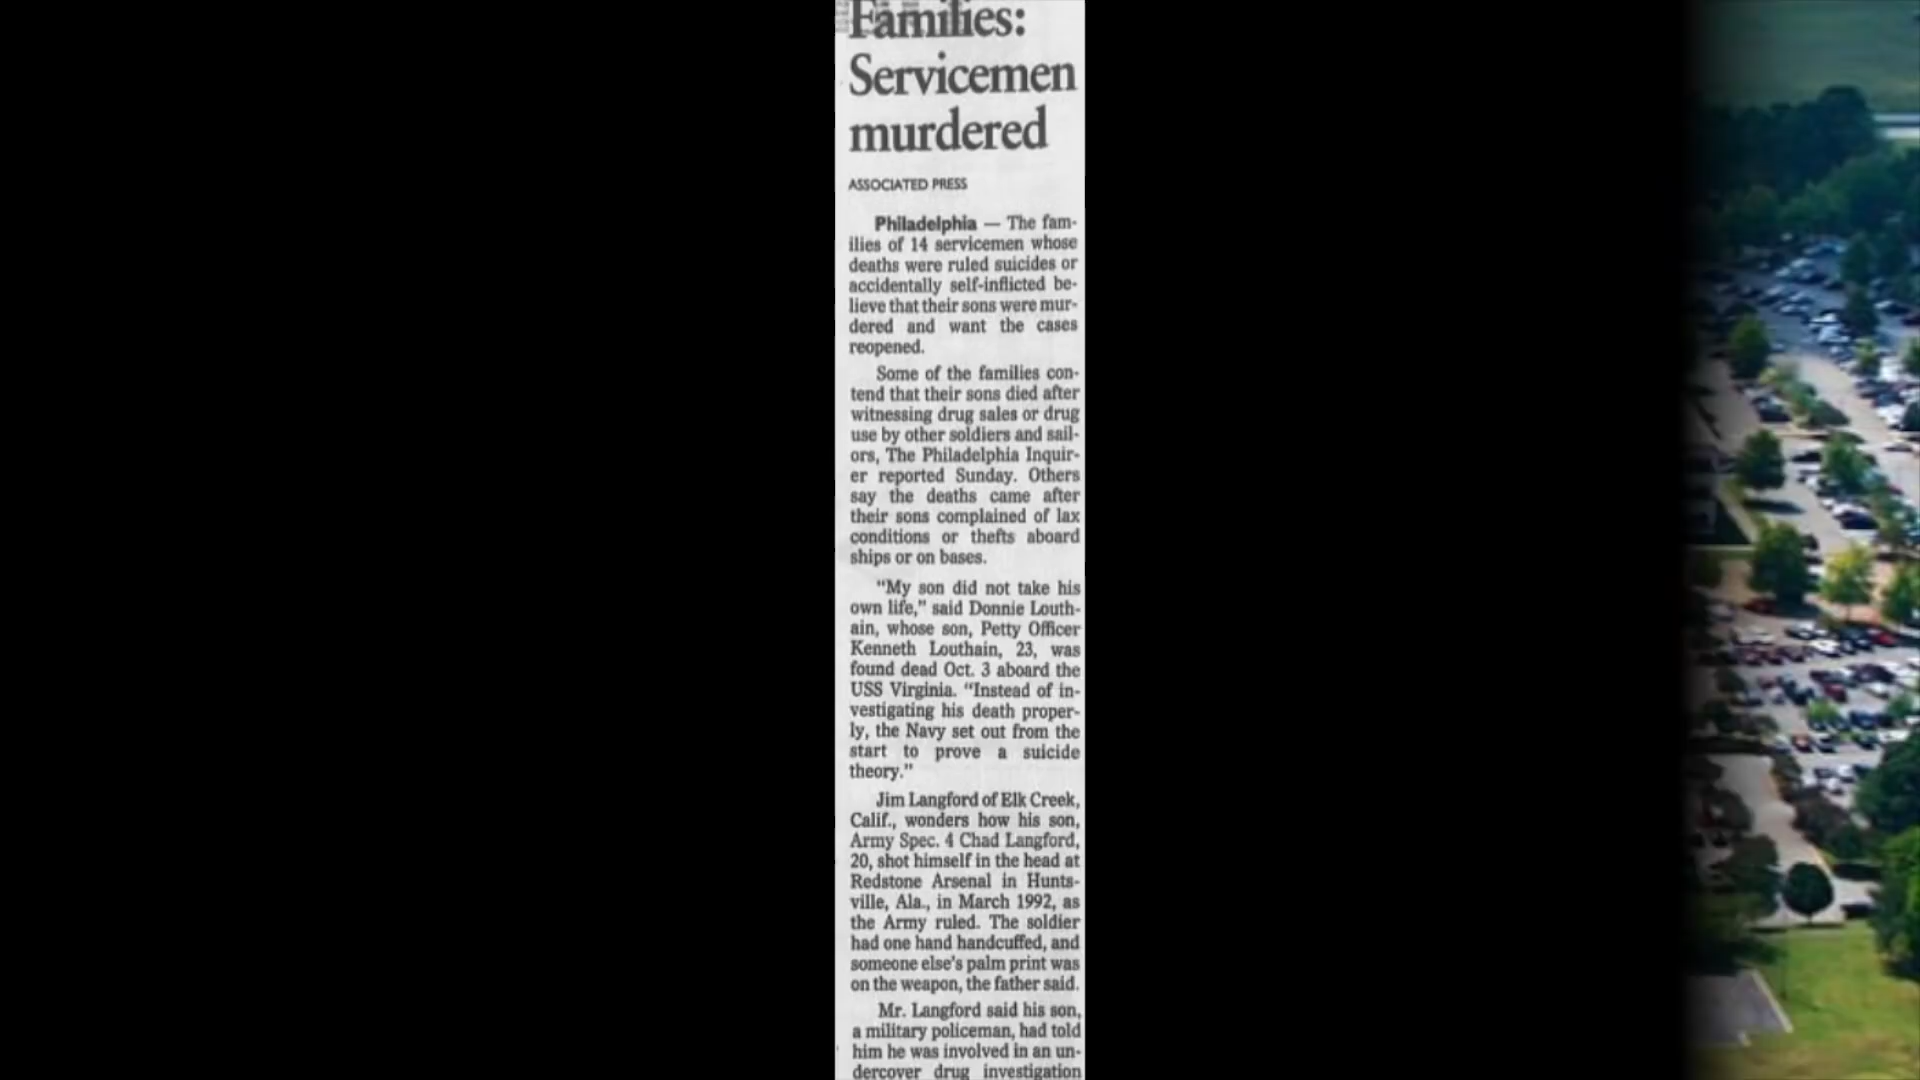 Families:
Servicemen
murdered
ASSOCIATED PRESS
Philadelphia — The fam-
ilies of 14 servicemen whose
deaths were ruled suicides or
accidentally self-inflicted be-
lieve that their sons were mur-
dered and want the cases
reopened.
Some of the families con-
tend that their sons died after
witnessing drug sales or drug
use by other soldiers and sail-
ors, The Philadelphia Inquir-
er reported Sunday. Others
say the deaths came after
their sons complained of lax
conditions or thefts aboard
ships or on bases.
"My son did not take his
own life," said Donnie Louth-
ain, whose son, Petty Officer
Kenneth Louthain, 23, was
found dead Oct. 3 aboard the
USS Virginia. "Instead of in-
vestigating his death proper-
ly, the Navy set out from the
start to prove a suicide
theory."
Jim Langford of Elk Creek,
Calif., wonders how his son,
Army Spec. 4 Chad Langford,
20, shot himself in the head at
Redstone Arsenal in Hunts-
ville, Ala., in March 1992, as
the Army ruled. The soldier
had one hand handcuffed, and
someone else's palm print was
on the weapon, the father said.
Mr. Langford said his son,
a military policeman, had told
him he was involved in an un-
dercover drug investigation